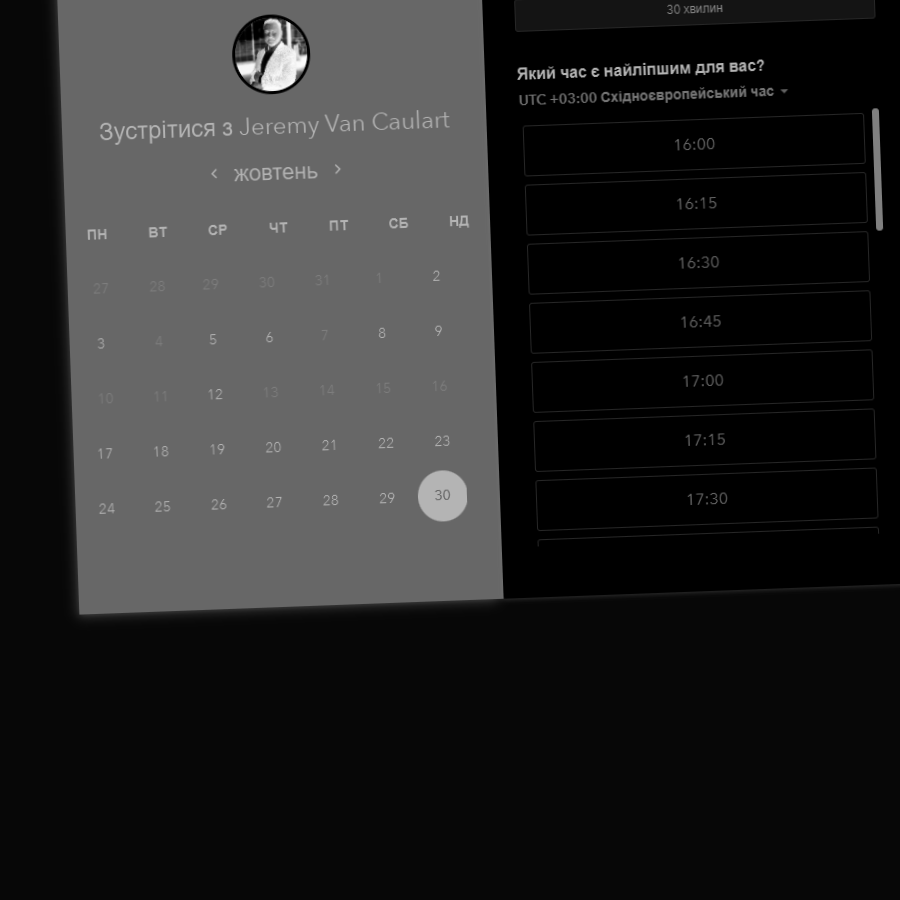 Зустрітися з Jeremy Van Caulart
‹ жовтень ›
ПН ВТ СР ЧТ ПТ СБ НД
27 28 29 30 31 1 2
3 4 5 6 7 8 9
10 11 12 13 14 15 16
17 18 19 20 21 22 23
24 25 26 27 28 29 30
30 хвилин
Який час є найліпшим для вас?
UTC +03:00 Східноєвропейський час
16:00
16:15
16:30
16:45
17:00
17:15
17:30